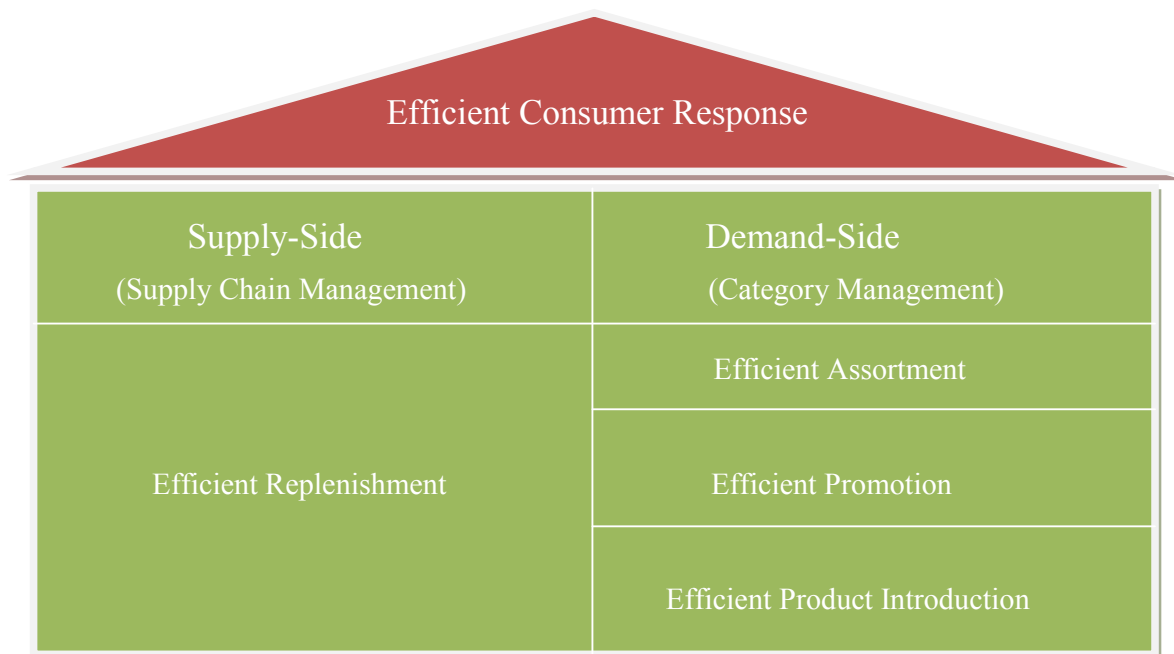 Efficient Consumer Response
Supply-Side
(Supply Chain Management)
Demand-Side
(Category Management)
Efficient Replenishment
Efficient Assortment
Efficient Promotion
Efficient Product Introduction